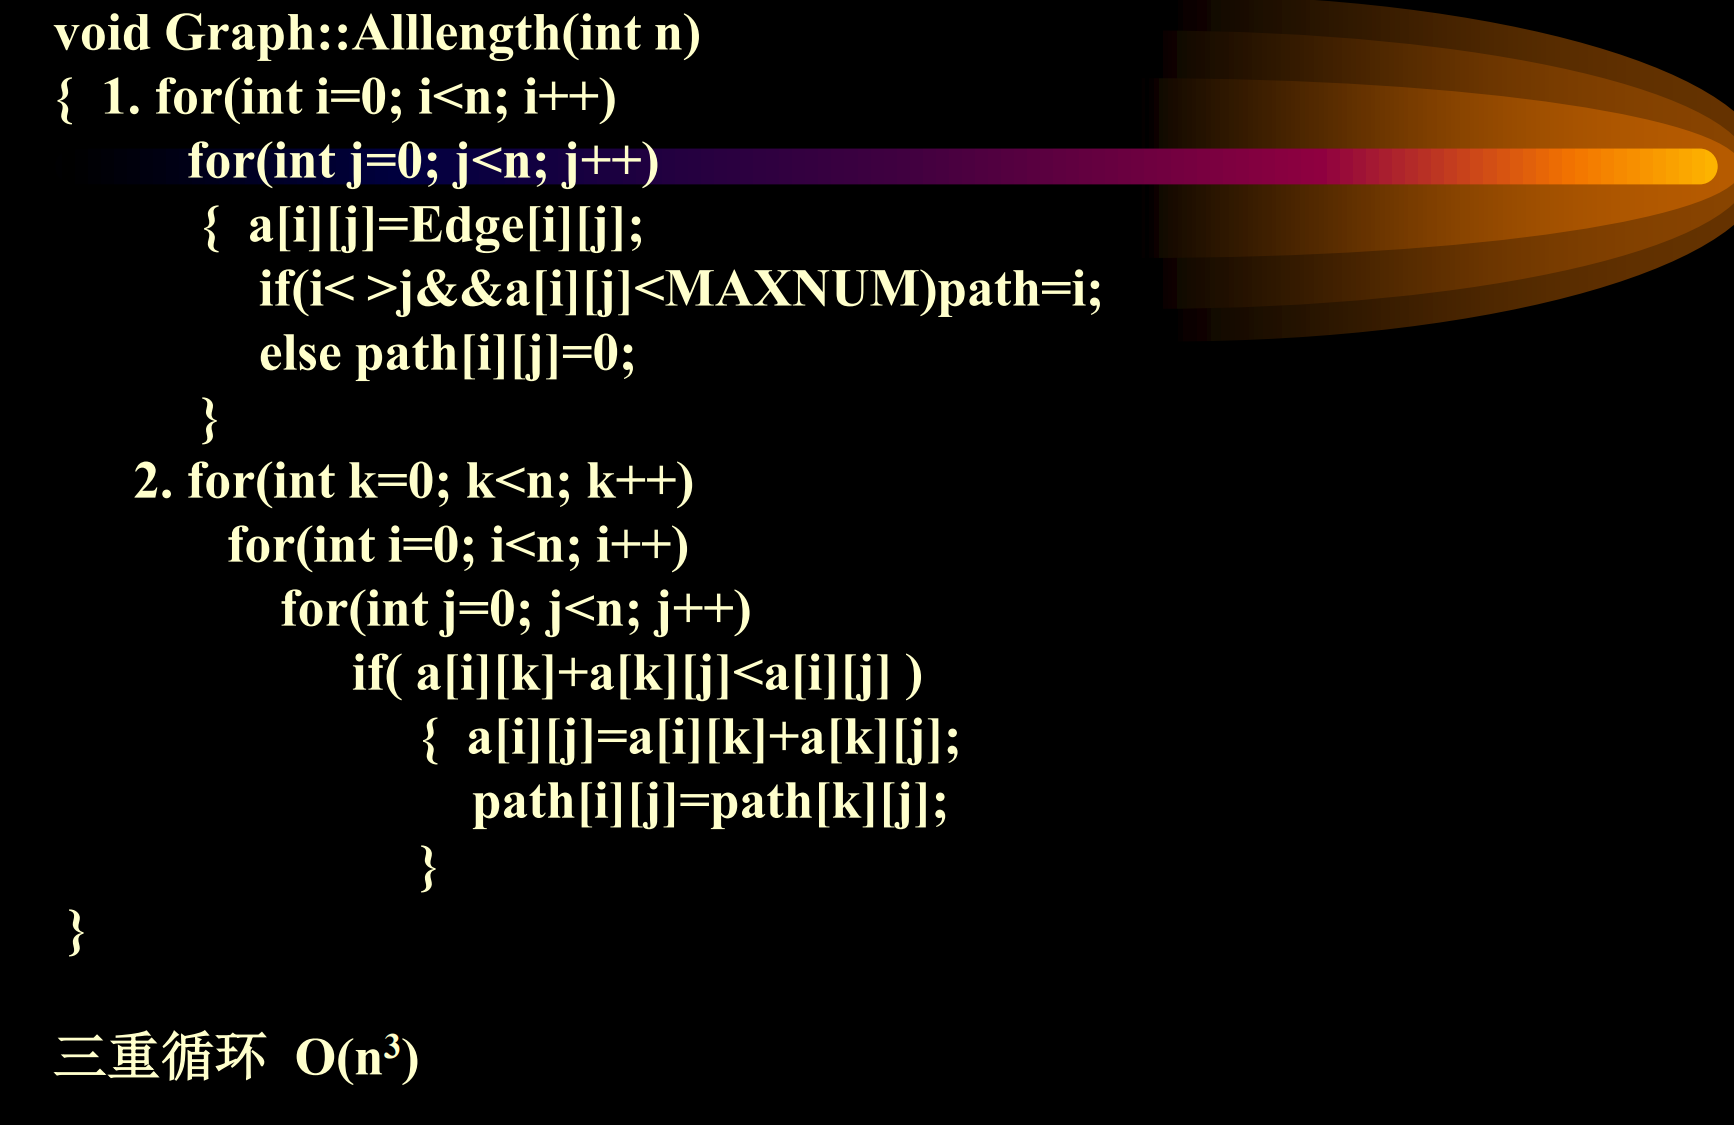 void Graph::Alllength(int n)
{ 1. for(int i=0; i<n; i++)
for(int j=0; j<n; j++)
{ a[i][j]=Edge[i][j];
if(i< >j&&a[i][j]<MAXNUM)path=i;
else path[i][j]=0;
}
2. for(int k=0; k<n; k++)
for(int i=0; i<n; i++)
for(int j=0; j<n; j++)
if( a[i][k]+a[k][j]<a[i][j] )
{ a[i][j]=a[i][k]+a[k][j];
path[i][j]=path[k][j];
}
}
三重循环 O(n³)